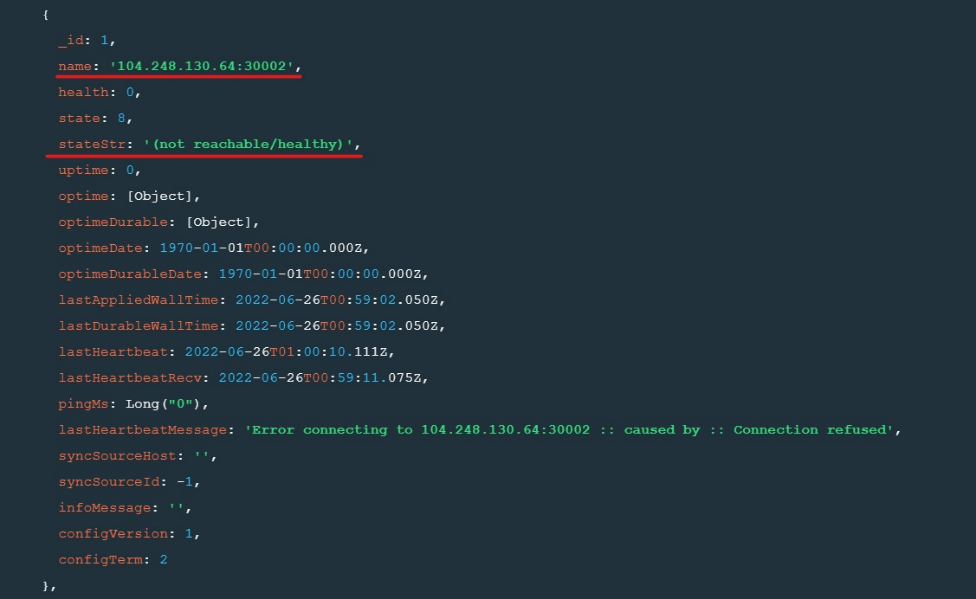 {
_id: 1,
name: '104.248.130.64:30002',
health: 0,
state: 8,
stateStr: '(not reachable/healthy)',
uptime: 0,
optime: [Object],
optimeDurable: [Object],
optimeDate: 1970-01-01T00:00:00.000Z,
optimeDurableDate: 1970-01-01T00:00:00.000Z,
lastAppliedWallTime: 2022-06-26T00:59:02.050Z,
lastDurableWallTime: 2022-06-26T00:59:02.050Z,
lastHeartbeat: 2022-06-26T01:00:10.111Z,
lastHeartbeatRecv: 2022-06-26T00:59:11.075Z,
pingMs: Long("0"),
lastHeartbeatMessage: 'Error connecting to 104.248.130.64:30002 :: caused by :: Connection refused',
syncSourceHost: '',
syncSourceId: -1,
infoMessage: '',
configVersion: 1,
configTerm: 2
},